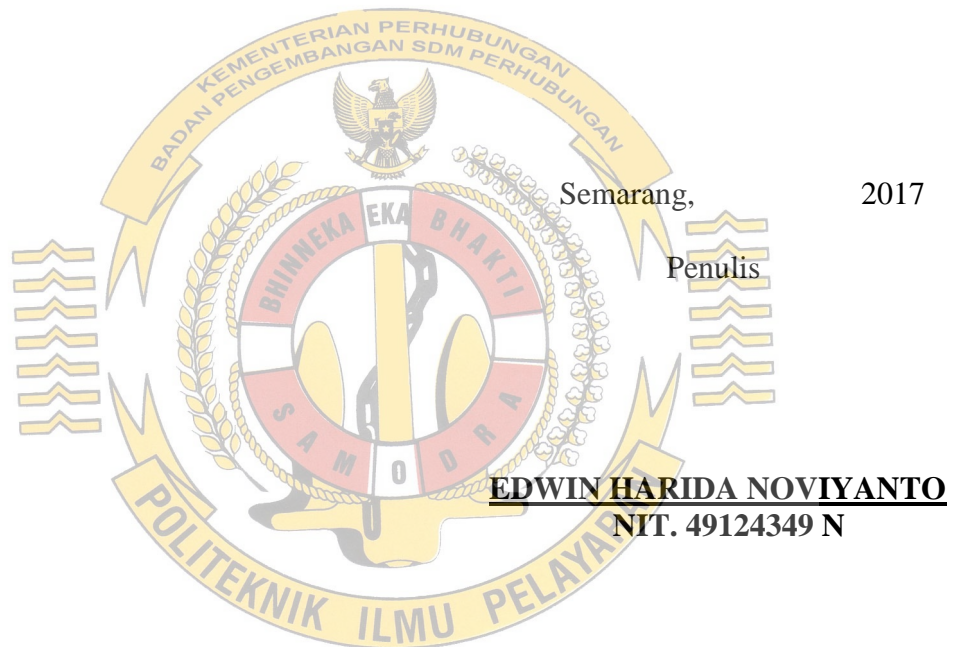 KEMENTERIAN PERHUBUNGAN
BADAN PENGEMBANGAN SDM PERHUBUNGAN
Semarang, 2017
BHINNEKA EKA BHAKTI
Penulis
SAMODRA
EDWIN HARIDA NOVIYANTO
NIT. 49124349 N
POLITEKNIK ILMU PELAYARAN